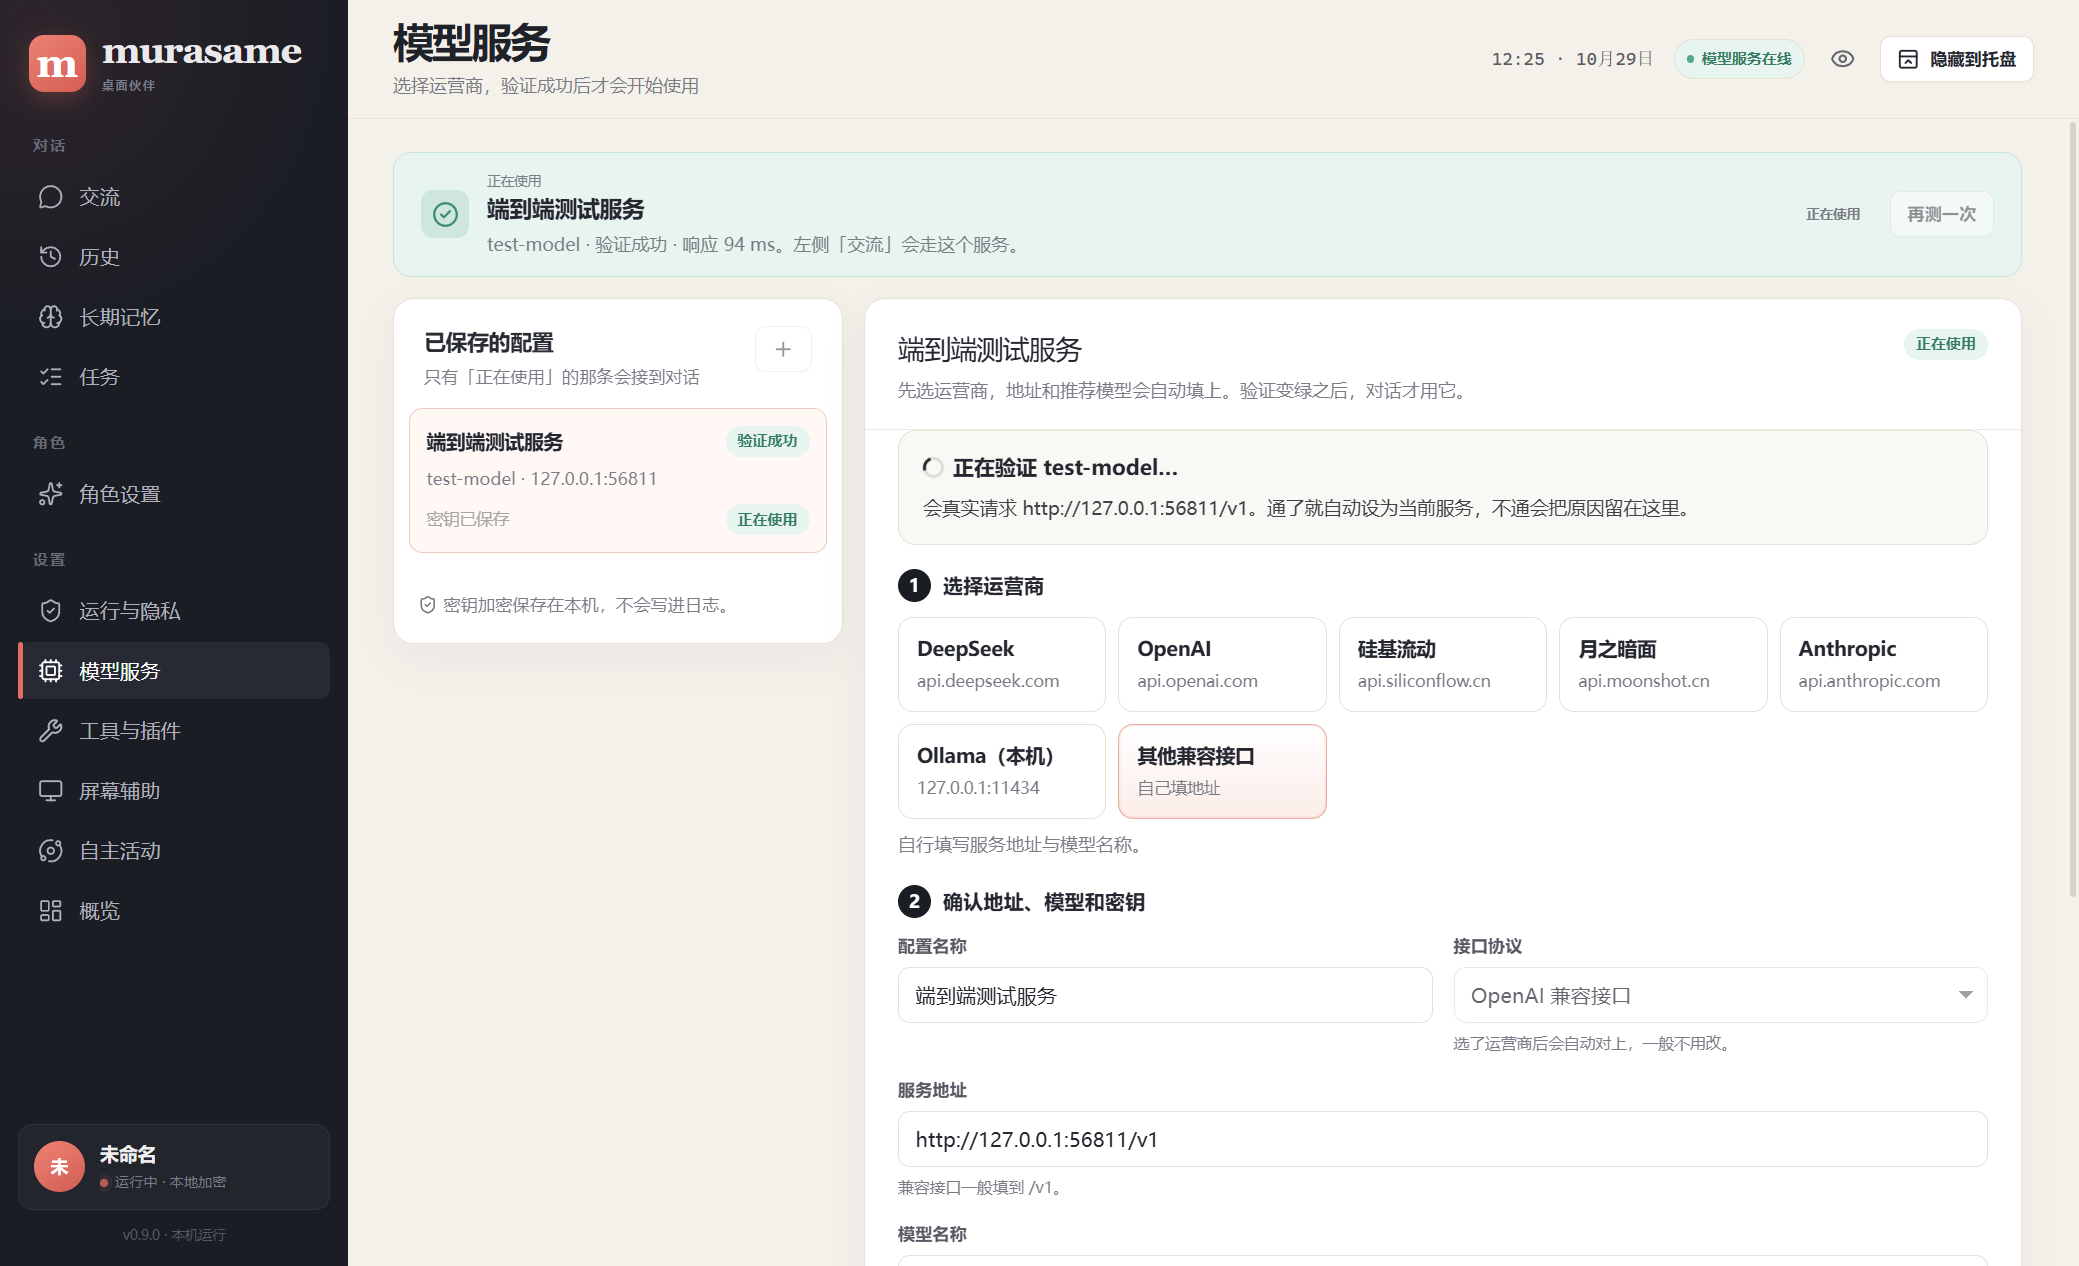 m murasame
桌面伙伴
对话
交流
历史
长期记忆
任务
角色
角色设置
设置
运行与隐私
模型服务
工具与插件
屏幕辅助
自主活动
概览
未 未命名
运行中 · 本地加密
v0.9.0 · 本机运行
模型服务
选择运营商，验证成功后才会开始使用
12:25 · 10月29日
模型服务在线
隐藏到托盘
正在使用
端到端测试服务
test-model · 验证成功 · 响应 94 ms。左侧「交流」会走这个服务。
正在使用
再测一次
已保存的配置
只有「正在使用」的那条会接到对话
端到端测试服务
验证成功
test-model · 127.0.0.1:56811
密钥已保存
正在使用
密钥加密保存在本机，不会写进日志。
端到端测试服务
正在使用
先选运营商，地址和推荐模型会自动填上。验证变绿之后，对话才用它。
正在验证 test-model...
会真实请求 http://127.0.0.1:56811/v1。通了就自动设为当前服务，不通会把原因留在这里。
1 选择运营商
DeepSeek
api.deepseek.com
OpenAI
api.openai.com
硅基流动
api.siliconflow.cn
月之暗面
api.moonshot.cn
Anthropic
api.anthropic.com
Ollama（本机）
127.0.0.1:11434
其他兼容接口
自己填地址
自行填写服务地址与模型名称。
2 确认地址、模型和密钥
配置名称
端到端测试服务
接口协议
OpenAI 兼容接口
选了运营商后会自动对上，一般不用改。
服务地址
http://127.0.0.1:56811/v1
兼容接口一般填到 /v1。
模型名称